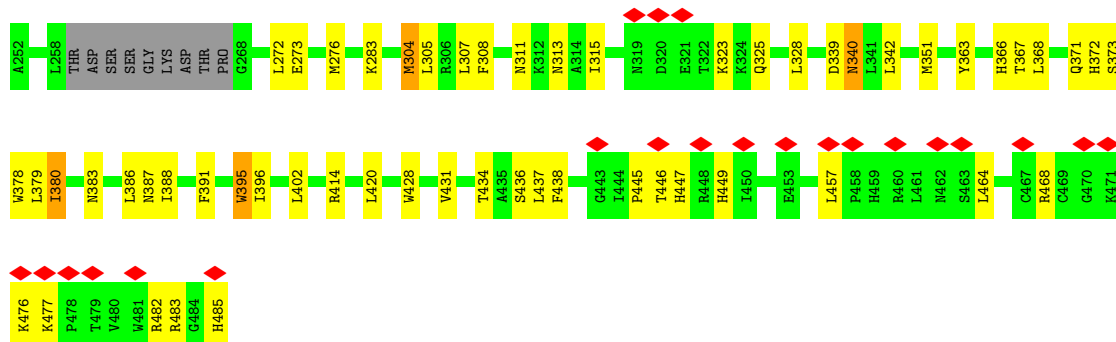 A252 L258 THR ASP SER SER GLY LYS ASP THR PRO G268 L272 E273 M276 K283 M304 L305 R306 L307 F308 N311 K312 N313 A314 I315 N319 D320 E321 T322 K323 K324 Q325 L328 D339 N340 L341 L342 M351 Y363 H366 T367 L368 Q371 H372 S373
W378 L379 I380 N383 L386 N387 I388 F391 W395 I396 L402 R414 L420 W428 V431 T434 A435 S436 L437 F438 G443 I444 P445 T446 H447 R448 H449 I450 E453 L457 P458 H459 R460 L461 N462 S463 L464 C467 R468 C469 G470 K471
K476 K477 P478 T479 V480 W481 R482 R483 G484 H485